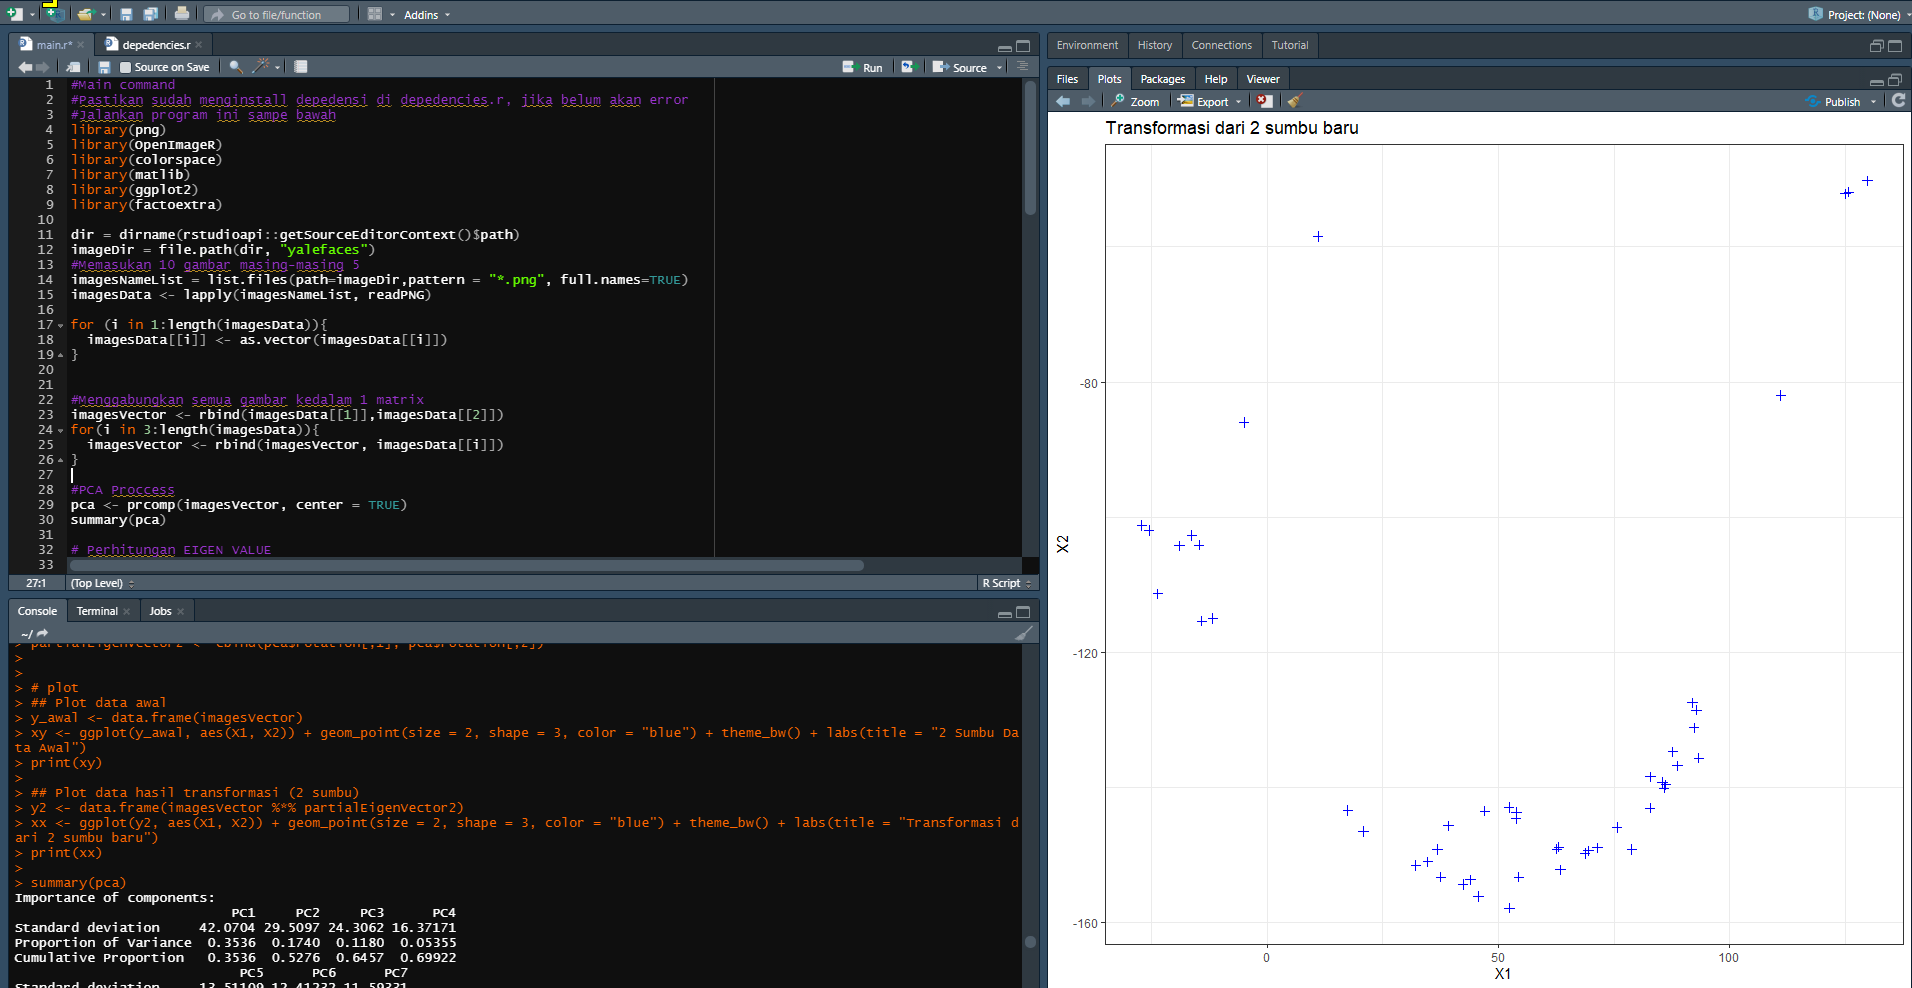 Go to file/function
Addins
Project: (None)
main.r*
depedencies.r
Source on Save
Run
Source
1 #Main command
2 #Pastikan sudah menginstall depedensi di depedencies.r, jika belum akan error
3 #Jalankan program ini sampe bawah
4 library(png)
5 library(OpenImageR)
6 library(colorspace)
7 library(matlib)
8 library(ggplot2)
9 library(factoextra)
10
11 dir = dirname(rstudioapi::getSourceEditorContext()$path)
12 imageDir = file.path(dir, "yalefaces")
13 #Memasukan 10 gambar masing-masing 5
14 imagesNameList = list.files(path=imageDir,pattern = "*.png", full.names=TRUE)
15 imagesData <- lapply(imagesNameList, readPNG)
16
17 for (i in 1:length(imagesData)){
18 imagesData[[i]] <- as.vector(imagesData[[i]])
19 }
20
21
22 #Menggabungkan semua gambar kedalam 1 matrix
23 imagesVector <- rbind(imagesData[[1]],imagesData[[2]])
24 for(i in 3:length(imagesData)){
25 imagesVector <- rbind(imagesVector, imagesData[[i]])
26 }
27
28 #PCA Proccess
29 pca <- prcomp(imagesVector, center = TRUE)
30 summary(pca)
31
32 # Perhitungan EIGEN VALUE
33
27:1
(Top Level)
R Script
Console
Terminal
Jobs
~/
> partialEigenVector2 <- cbind(pca$rotation[,1], pca$rotation[,2])
>
>
> # plot
> ## Plot data awal
> y_awal <- data.frame(imagesVector)
> xy <- ggplot(y_awal, aes(X1, X2)) + geom_point(size = 2, shape = 3, color = "blue") + theme_bw() + labs(title = "2 Sumbu Da
ta Awal")
> print(xy)
>
> ## Plot data hasil transformasi (2 sumbu)
> y2 <- data.frame(imagesVector %*% partialEigenVector2)
> xx <- ggplot(y2, aes(X1, X2)) + geom_point(size = 2, shape = 3, color = "blue") + theme_bw() + labs(title = "Transformasi d
ari 2 sumbu baru")
> print(xx)
>
> summary(pca)
Importance of components:
PC1 PC2 PC3 PC4
Standard deviation 42.0704 29.5097 24.3062 16.37171
Proportion of Variance 0.3536 0.1740 0.1180 0.05355
Cumulative Proportion 0.3536 0.5276 0.6457 0.69922
PC5 PC6 PC7
Standard deviation 13.51109 12.41232 11.59331
Environment
History
Connections
Tutorial
Files
Plots
Packages
Help
Viewer
Zoom
Export
Publish
Transformasi dari 2 sumbu baru
-80
-120
-160
X2
0
50
100
X1